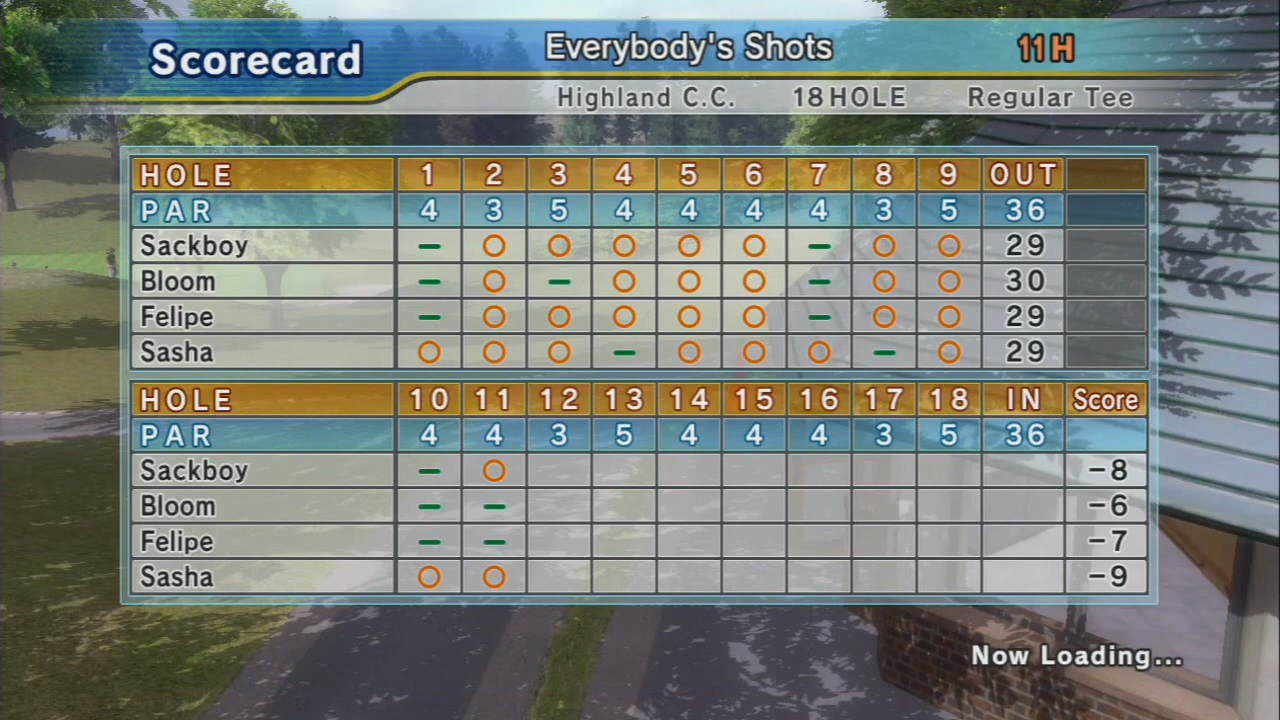 Scorecard
Everybody's Shots 11H
Highland C.C. 18HOLE Regular Tee
HOLE 1 2 3 4 5 6 7 8 9 OUT
PAR 4 3 5 4 4 4 4 3 5 36
Sackboy – ○ ○ ○ ○ ○ – ○ ○ 29
Bloom – ○ – ○ ○ ○ – ○ ○ 30
Felipe – ○ ○ ○ ○ ○ – ○ ○ 29
Sasha ○ ○ ○ – ○ ○ ○ – ○ 29
HOLE 10 11 12 13 14 15 16 17 18 IN Score
PAR 4 4 3 5 4 4 4 3 5 36
Sackboy – ○ -8
Bloom – – -6
Felipe – – -7
Sasha ○ ○ -9
Now Loading...